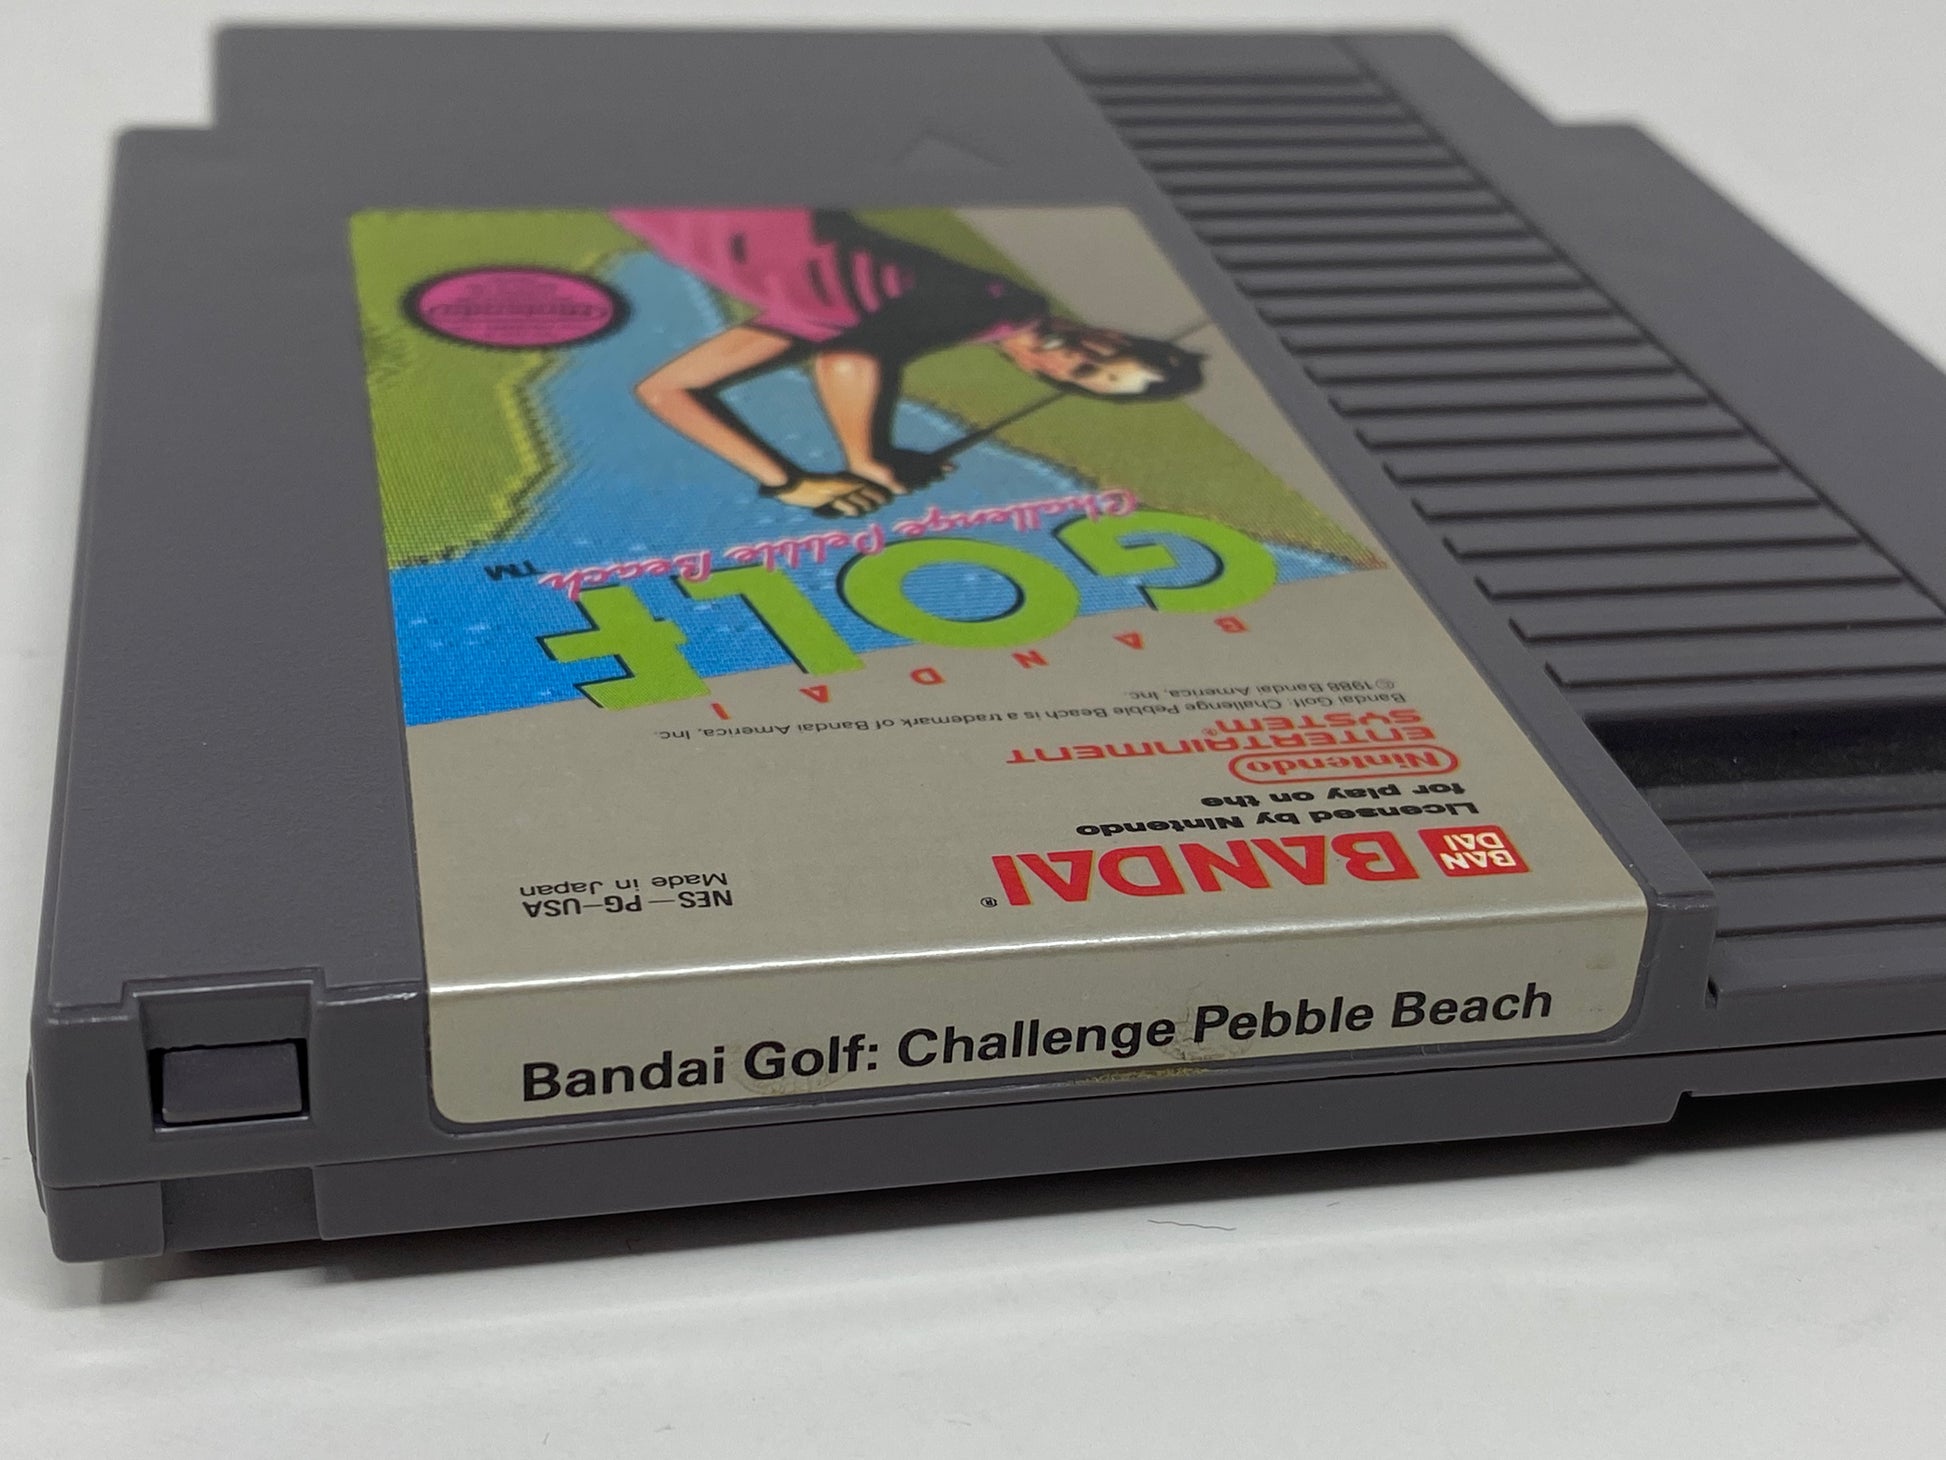 Bandai Golf: Challenge Pebble Beach
BAN
DAI
BANDAI®
Licensed by Nintendo
for play on the
Nintendo
ENTERTAINMENT
SYSTEM®
NES–PG–USA
Made in Japan
Bandai Golf: Challenge Pebble Beach is a trademark of Bandai America, Inc.
©1988 Bandai America, Inc.
BANDAI
GOLF
Challenge Pebble Beach™
Nintendo